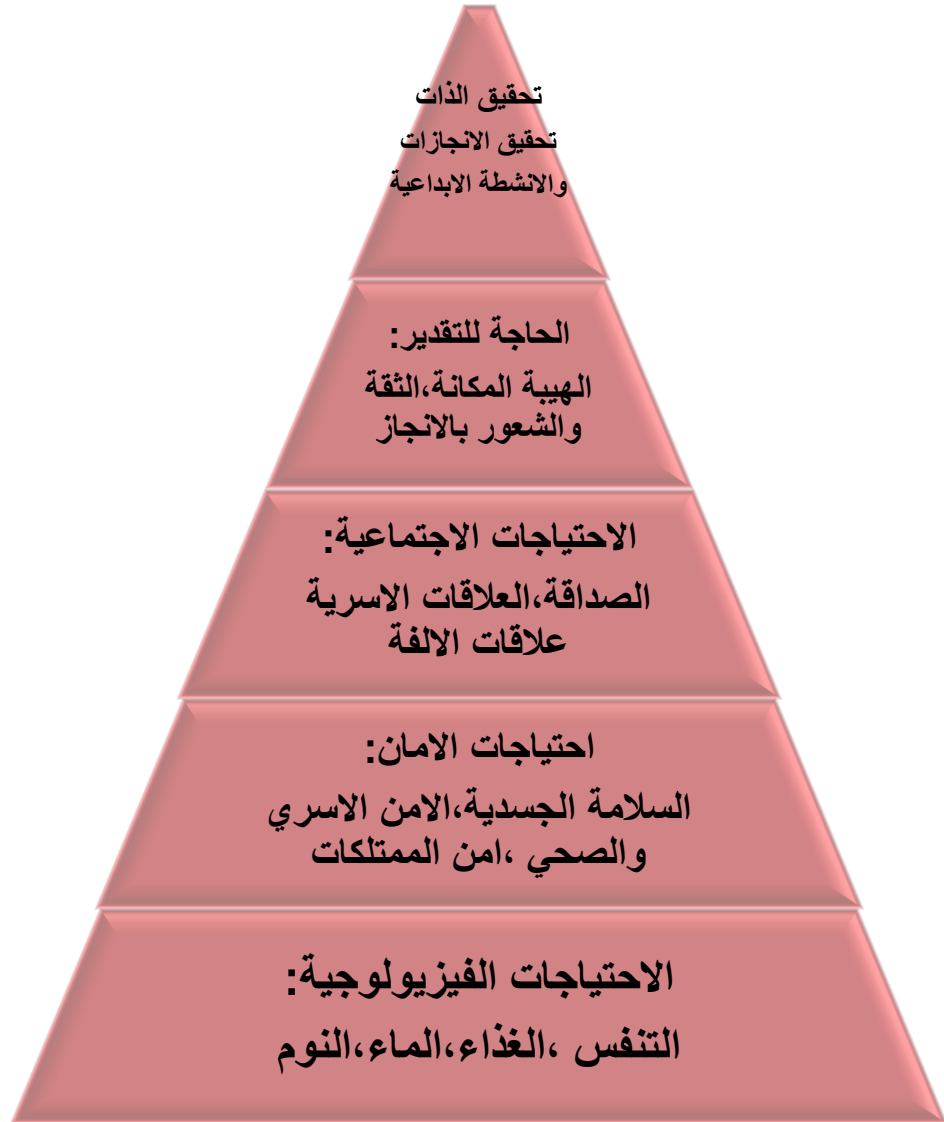 تحقيق الذات
تحقيق الانجازات
والانشطة الابداعية
الحاجة للتقدير:
الهيبة المكانة،الثقة
والشعور بالانجاز
الاحتياجات الاجتماعية:
الصداقة،العلاقات الاسرية
علاقات الالفة
احتياجات الامان:
السلامة الجسدية،الامن الاسري
والصحي ،امن الممتلكات
الاحتياجات الفيزيولوجية:
التنفس ،الغذاء،الماء،النوم